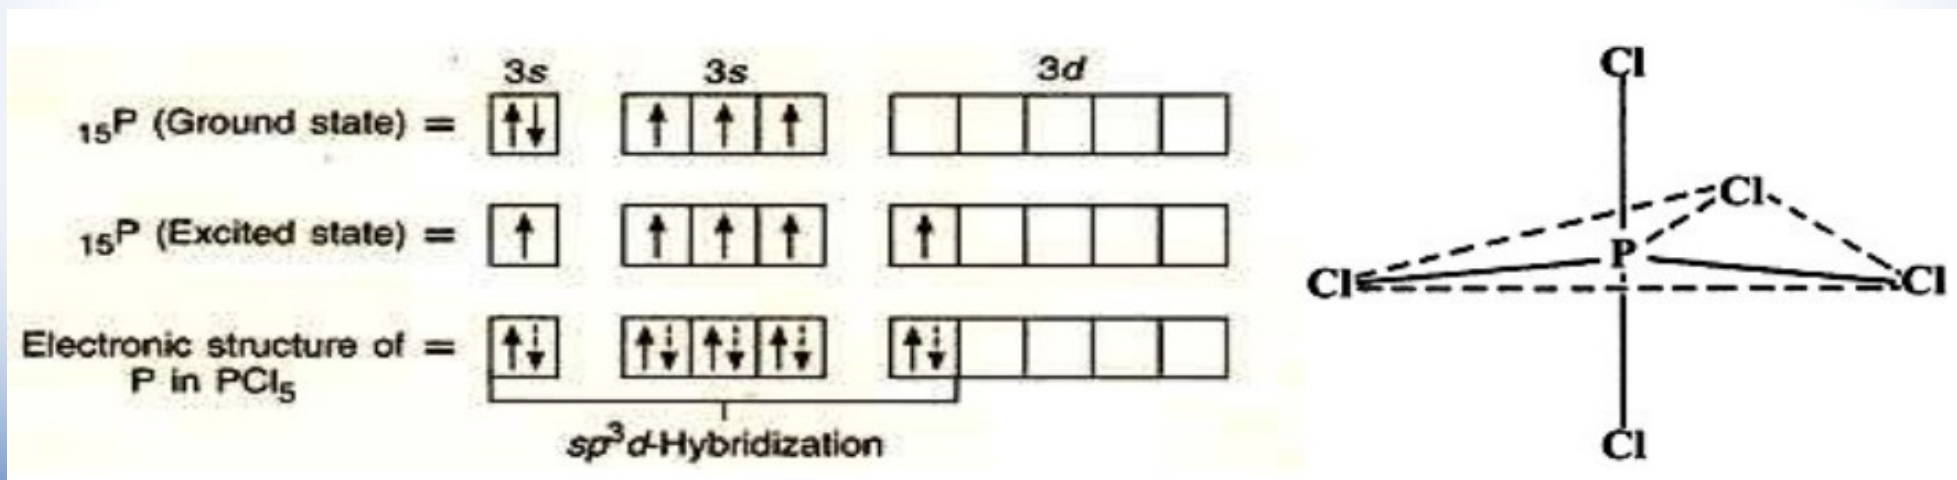 3s 3s 3d
₁₅P (Ground state) =
₁₅P (Excited state) =
Electronic structure of =
P in PCl₅
sp³d-Hybridization
Cl
Cl
P
Cl
Cl
Cl